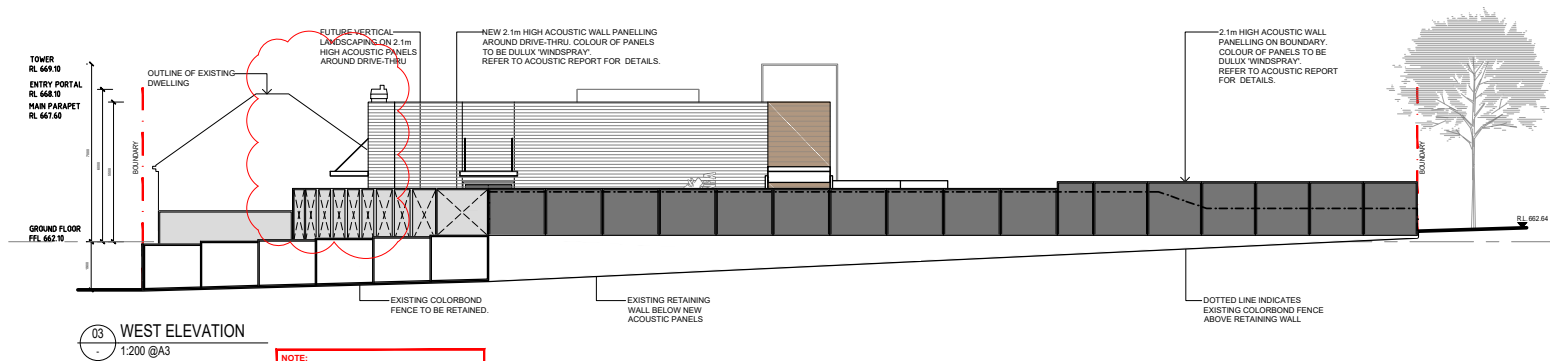 FUTURE VERTICAL
LANDSCAPING ON 2.1m
HIGH ACOUSTIC PANELS
AROUND DRIVE-THRU
NEW 2.1m HIGH ACOUSTIC WALL PANELLING
AROUND DRIVE-THRU. COLOUR OF PANELS
TO BE DULUX 'WINDSPRAY'.
REFER TO ACOUSTIC REPORT FOR DETAILS.
2.1m HIGH ACOUSTIC WALL
PANELLING ON BOUNDARY.
COLOUR OF PANELS TO BE
DULUX 'WINDSPRAY'.
REFER TO ACOUSTIC REPORT
FOR DETAILS.
TOWER
RL 669.10
ENTRY PORTAL
RL 668.10
MAIN PARAPET
RL 667.60
OUTLINE OF EXISTING
DWELLING
BOUNDARY
BOUNDARY
GROUND FLOOR
FFL 662.10
R.L 662.64
EXISTING COLORBOND
FENCE TO BE RETAINED.
EXISTING RETAINING
WALL BELOW NEW
ACOUSTIC PANELS
DOTTED LINE INDICATES
EXISTING COLORBOND FENCE
ABOVE RETAINING WALL
03
-
WEST ELEVATION
1:200 @A3
NOTE: